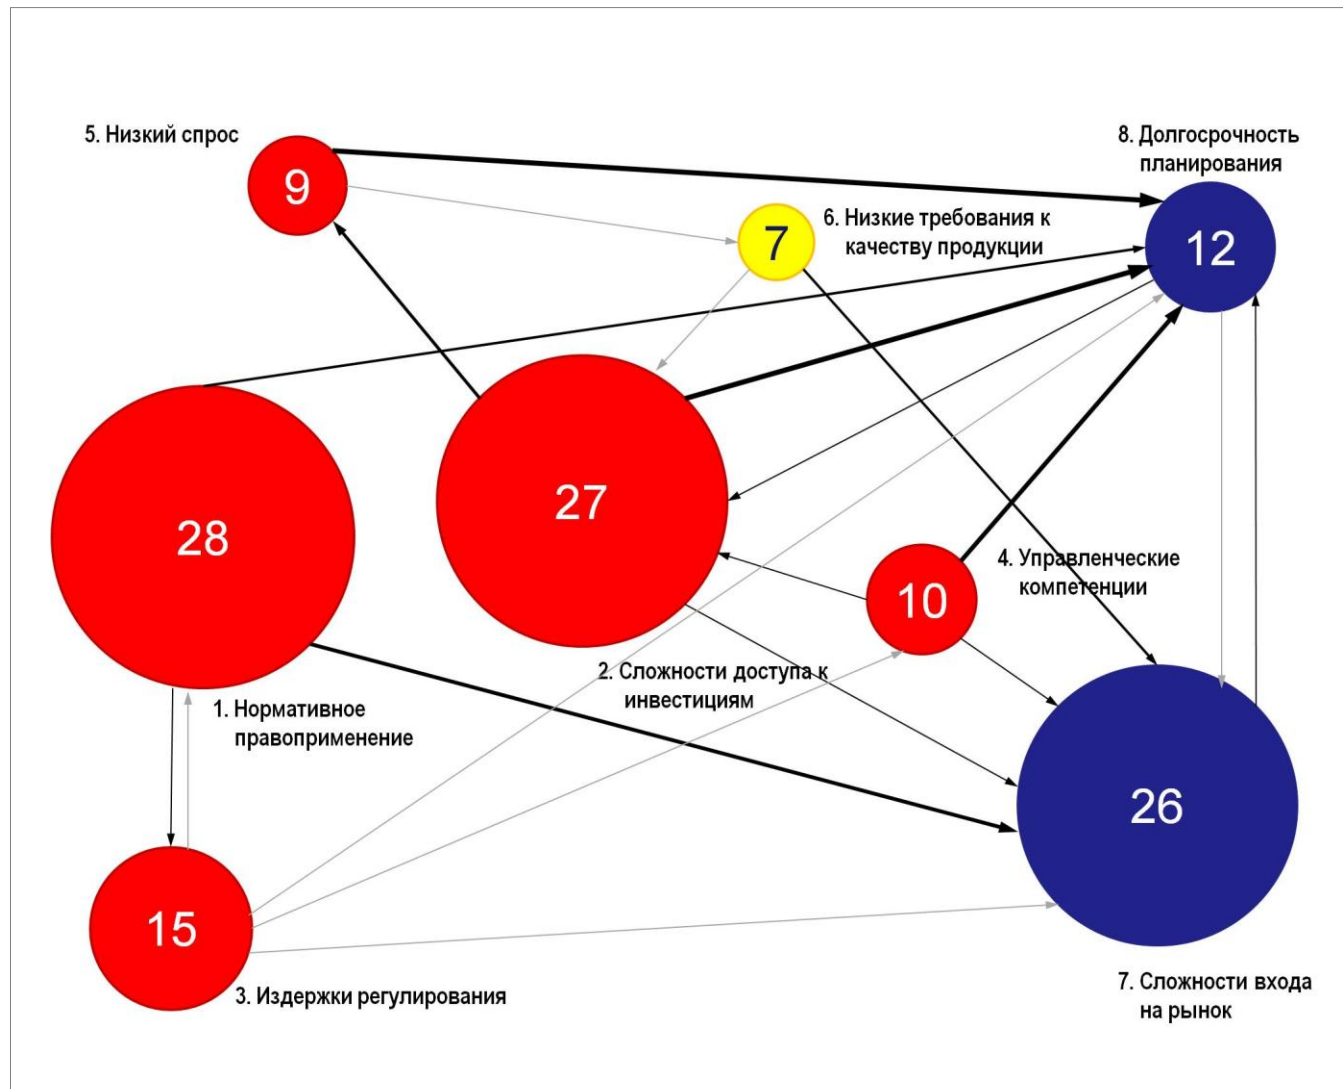 5. Низкий спрос
9
8. Долгосрочность
планирования
12
7
6. Низкие требования к
качеству продукции
28
27
10
4. Управленческие
компетенции
2. Сложности доступа к
инвестициям
1. Нормативное
правоприменение
26
15
3. Издержки регулирования
7. Сложности входа
на рынок